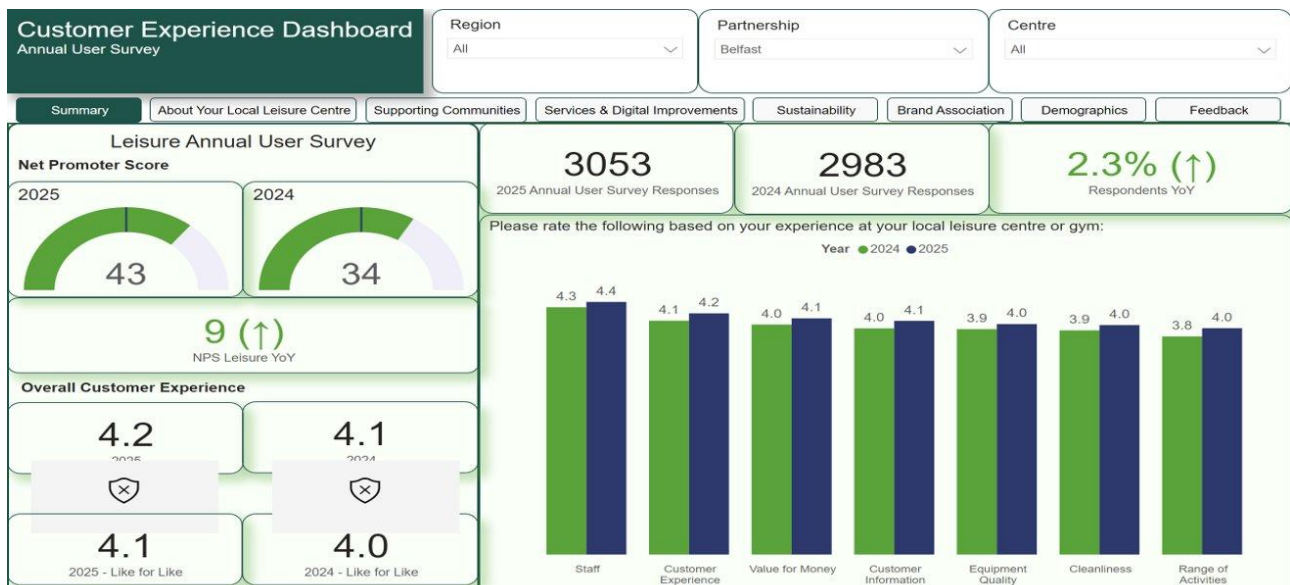 Customer Experience Dashboard
Annual User Survey
Region
All
Partnership
Belfast
Centre
All
Summary
About Your Local Leisure Centre
Supporting Communities
Services & Digital Improvements
Sustainability
Brand Association
Demographics
Feedback
Leisure Annual User Survey
Net Promoter Score
2025
43
2024
34
9 (↑)
NPS Leisure YoY
Overall Customer Experience
4.2
2025
4.1
2024
4.1
2025 - Like for Like
4.0
2024 - Like for Like
3053
2025 Annual User Survey Responses
2983
2024 Annual User Survey Responses
2.3% (↑)
Respondents YoY
Please rate the following based on your experience at your local leisure centre or gym:
Year 2024 2025
4.3 4.4
4.1 4.2
4.0 4.1
4.0 4.1
3.9 4.0
3.9 4.0
3.8 4.0
Staff
Customer
Experience
Value for Money
Customer
Information
Equipment
Quality
Cleanliness
Range of
Activities